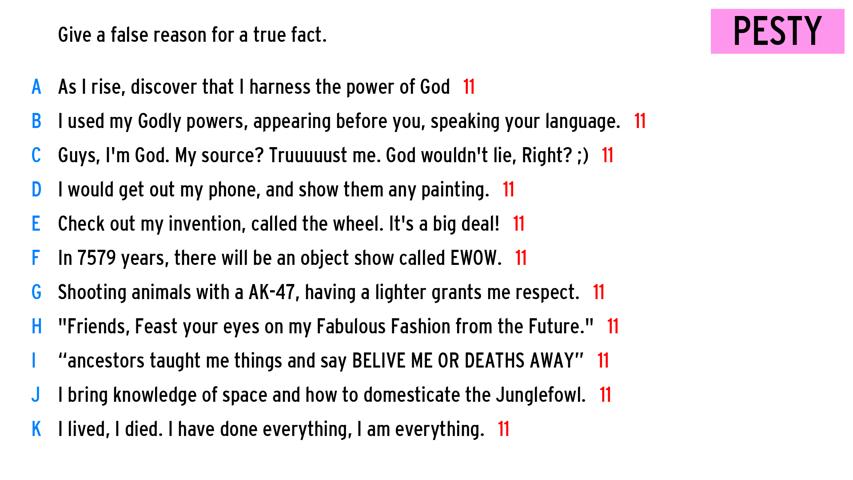 Give a false reason for a true fact.
PESTY
A As I rise, discover that I harness the power of God 11
B I used my Godly powers, appearing before you, speaking your language. 11
C Guys, I'm God. My source? Truuuust me. God wouldn't lie, Right? ;) 11
D I would get out my phone, and show them any painting. 11
E Check out my invention, called the wheel. It's a big deal! 11
F In 7579 years, there will be an object show called EWOW. 11
G Shooting animals with a AK-47, having a lighter grants me respect. 11
H "Friends, Feast your eyes on my Fabulous Fashion from the Future." 11
I “ancestors taught me things and say BELIVE ME OR DEATHS AWAY” 11
J I bring knowledge of space and how to domesticate the Junglefowl. 11
K I lived, I died. I have done everything, I am everything. 11